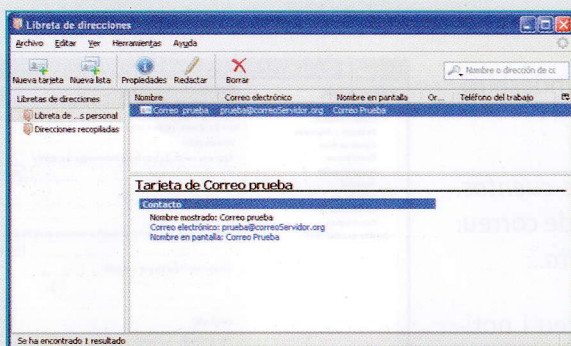 Libreta de direcciones
Archivo Editar Ver Herramientas Ayuda
Nueva tarjeta Nueva lista Propiedades Redactar Borrar
Nombre o dirección de cc
Libretas de direcciones
Libreta de ...s personal
Direcciones recopiladas
Nombre Correo electrónico Nombre en pantalla Or... Teléfono del trabajo
Correo prueba prueba@correoServidor.org Correo Prueba
Tarjeta de Correo prueba
Contacto
Nombre mostrado: Correo prueba
Correo electrónico: prueba@correoServidor.org
Nombre en pantalla: Correo Prueba
Se ha encontrado 1 resultado